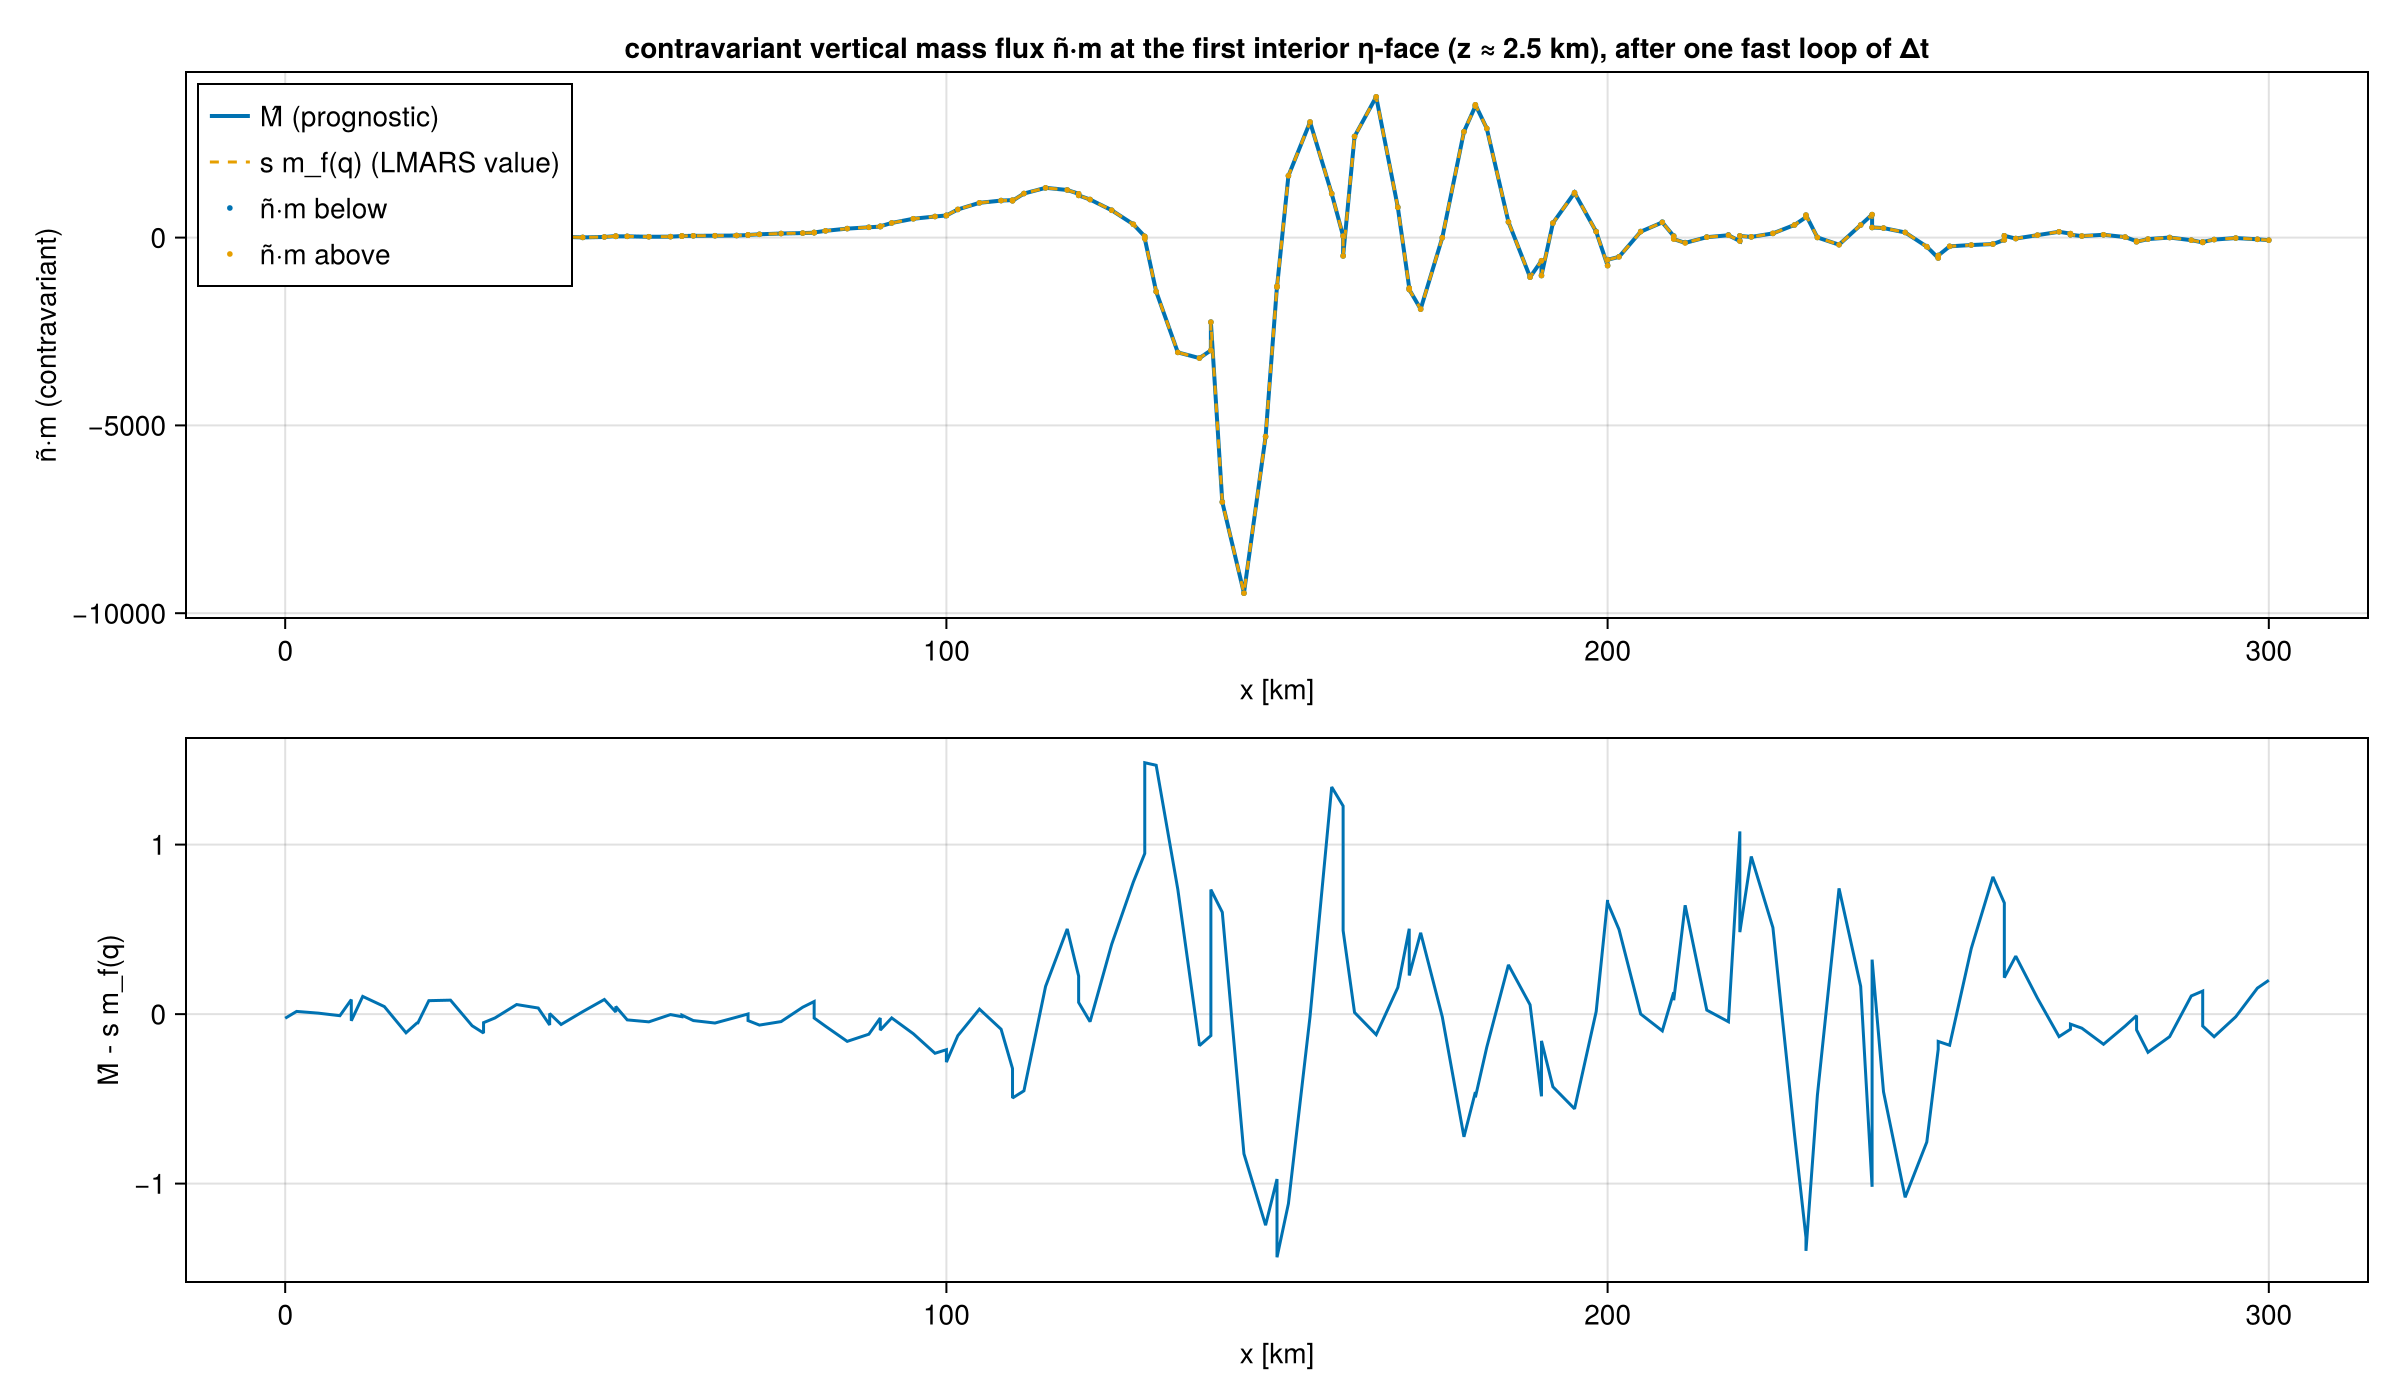 contravariant vertical mass flux ñ·m at the first interior η-face (z ≈ 2.5 km), after one fast loop of Δt
M̂ (prognostic)
s m_f(q) (LMARS value)
ñ·m below
ñ·m above
ñ·m (contravariant)
0
−5000
−10000
0
100
200
300
x [km]
M̂ - s m_f(q)
1
0
−1
0
100
200
300
x [km]